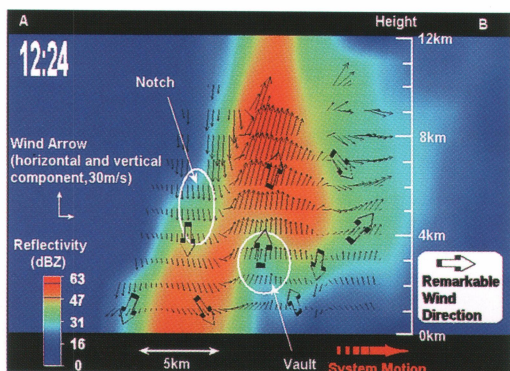 A
Height
B
12:24
12km
Notch
Wind Arrow
(horizontal and vertical
component,30m/s)
8km
Reflectivity
(dBZ)
63
47
31
16
0
4km
Remarkable
Wind
Direction
0km
5km
Vault
System Motion